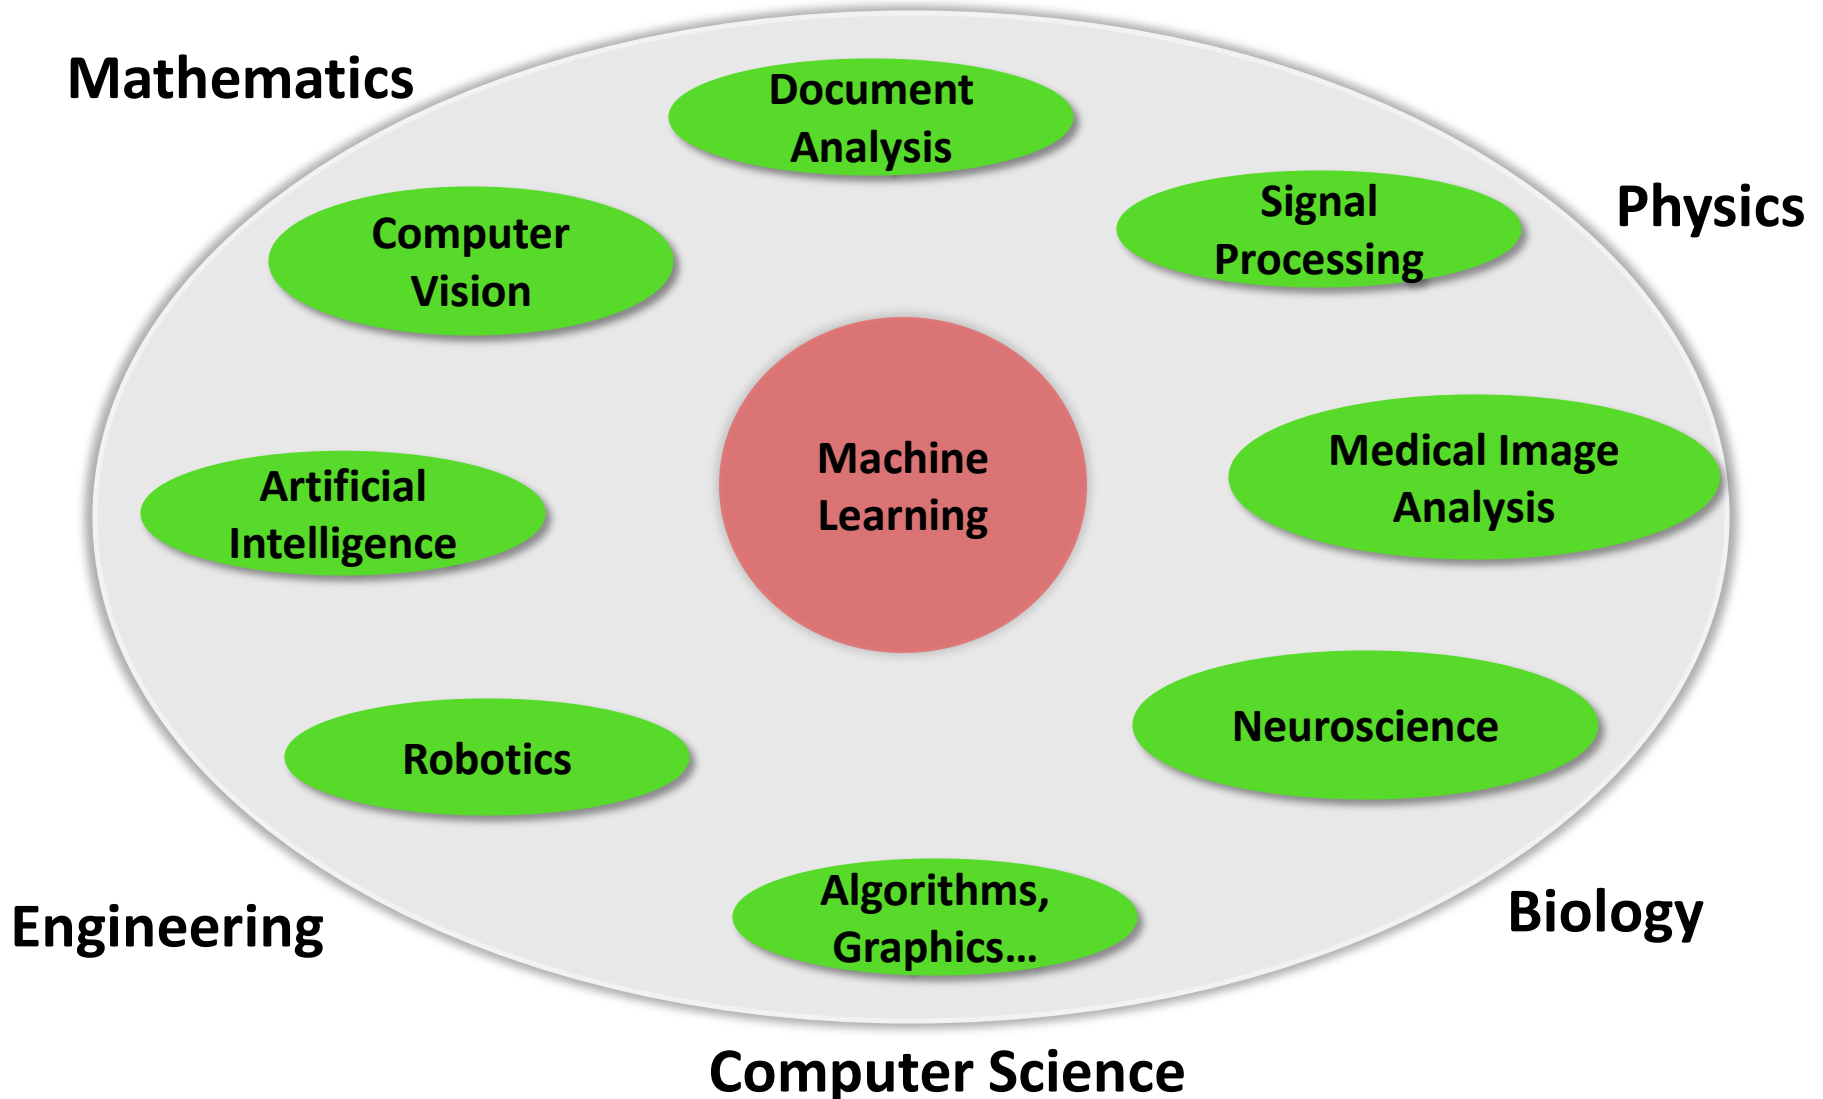 Mathematics
Document
Analysis
Signal
Processing
Physics
Computer
Vision
Machine
Learning
Medical Image
Analysis
Artificial
Intelligence
Neuroscience
Robotics
Algorithms,
Graphics…
Engineering
Biology
Computer Science